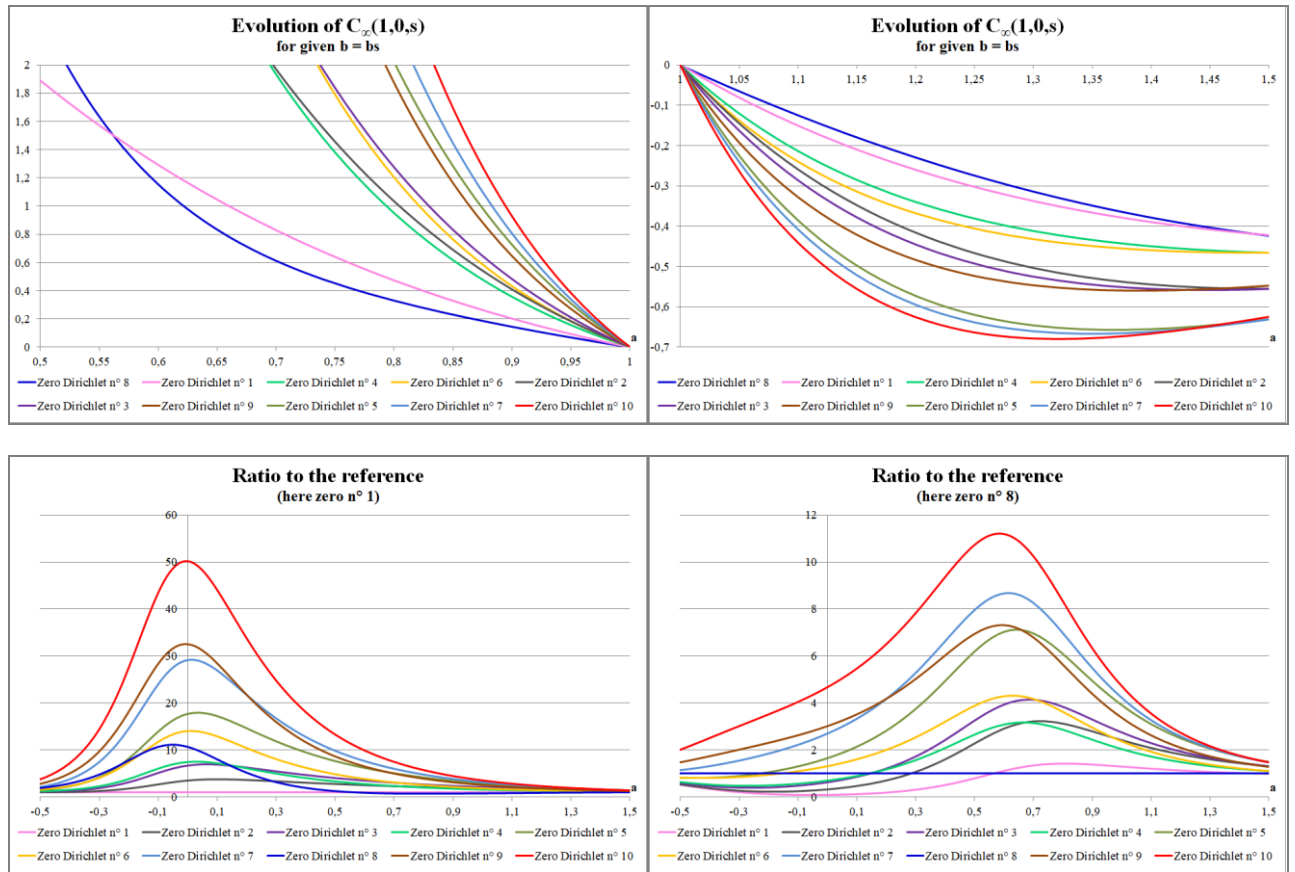 Evolution of C∞(1,0,s)
for given b = bs
2
1,8
1,6
1,4
1,2
1
0,8
0,6
0,4
0,2
0
0,5 0,55 0,6 0,65 0,7 0,75 0,8 0,85 0,9 0,95 1
a
Zero Dirichlet n° 8 Zero Dirichlet n° 1 Zero Dirichlet n° 4 Zero Dirichlet n° 6 Zero Dirichlet n° 2
Zero Dirichlet n° 3 Zero Dirichlet n° 9 Zero Dirichlet n° 5 Zero Dirichlet n° 7 Zero Dirichlet n° 10
Evolution of C∞(1,0,s)
for given b = bs
0
1 1,05 1,1 1,15 1,2 1,25 1,3 1,35 1,4 1,45 1,5
-0,1
-0,2
-0,3
-0,4
-0,5
-0,6
-0,7
a
Zero Dirichlet n° 8 Zero Dirichlet n° 1 Zero Dirichlet n° 4 Zero Dirichlet n° 6 Zero Dirichlet n° 2
Zero Dirichlet n° 3 Zero Dirichlet n° 9 Zero Dirichlet n° 5 Zero Dirichlet n° 7 Zero Dirichlet n° 10
Ratio to the reference
(here zero n° 1)
60
50
40
30
20
10
0
a
-0,5 -0,3 -0,1 0,1 0,3 0,5 0,7 0,9 1,1 1,3 1,5
Zero Dirichlet n° 1 Zero Dirichlet n° 2 Zero Dirichlet n° 3 Zero Dirichlet n° 4 Zero Dirichlet n° 5
Zero Dirichlet n° 6 Zero Dirichlet n° 7 Zero Dirichlet n° 8 Zero Dirichlet n° 9 Zero Dirichlet n° 10
Ratio to the reference
(here zero n° 8)
12
10
8
6
4
2
0
a
-0,5 -0,3 -0,1 0,1 0,3 0,5 0,7 0,9 1,1 1,3 1,5
Zero Dirichlet n° 1 Zero Dirichlet n° 2 Zero Dirichlet n° 3 Zero Dirichlet n° 4 Zero Dirichlet n° 5
Zero Dirichlet n° 6 Zero Dirichlet n° 7 Zero Dirichlet n° 8 Zero Dirichlet n° 9 Zero Dirichlet n° 10